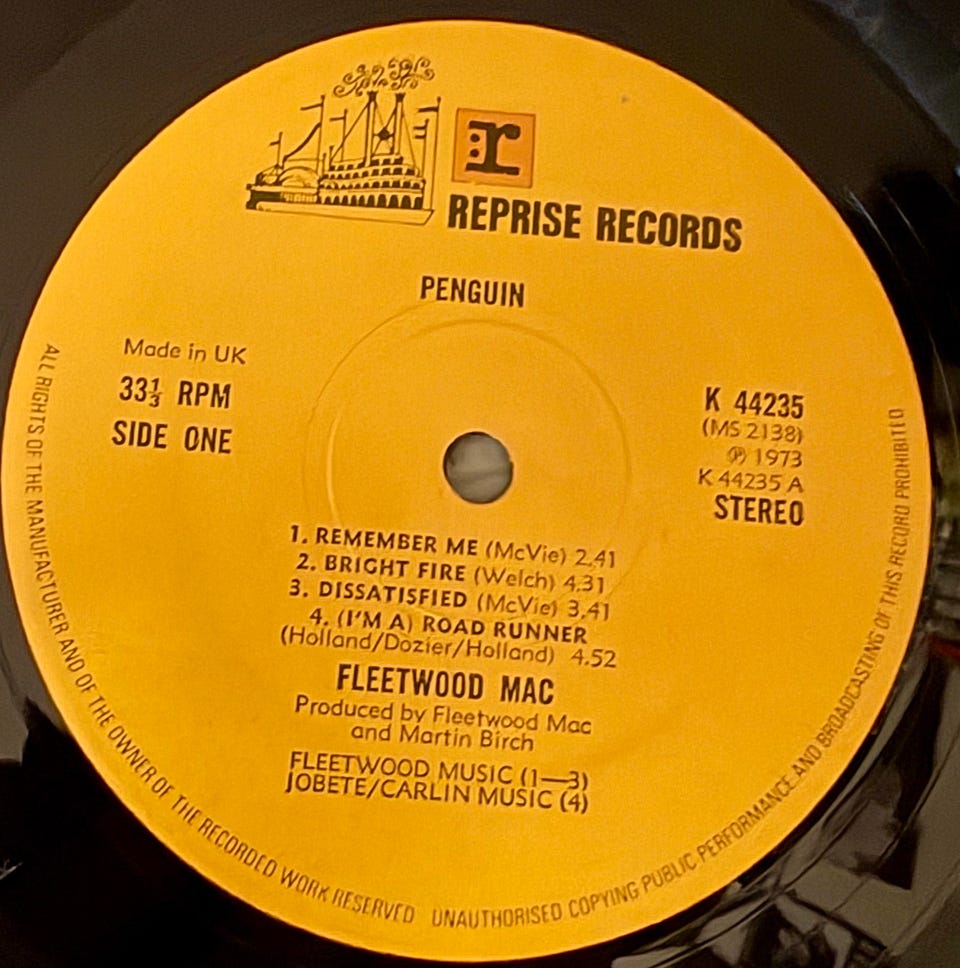 r
REPRISE RECORDS
PENGUIN
Made in UK
33⅓ RPM
SIDE ONE
K 44235
(MS 2138)
℗ 1973
K 44235 A
STEREO
1. REMEMBER ME (McVie) 2.41
2. BRIGHT FIRE (Welch) 4.31
3. DISSATISFIED (McVie) 3.41
4. (I'M A) ROAD RUNNER
(Holland/Dozier/Holland) 4.52
FLEETWOOD MAC
Produced by Fleetwood Mac
and Martin Birch
FLEETWOOD MUSIC (1—3)
JOBETE/CARLIN MUSIC (4)
ALL RIGHTS OF THE MANUFACTURER AND OF THE OWNER OF THE RECORDED WORK RESERVED UNAUTHORISED COPYING PUBLIC PERFORMANCE AND BROADCASTING OF THIS RECORD PROHIBITED